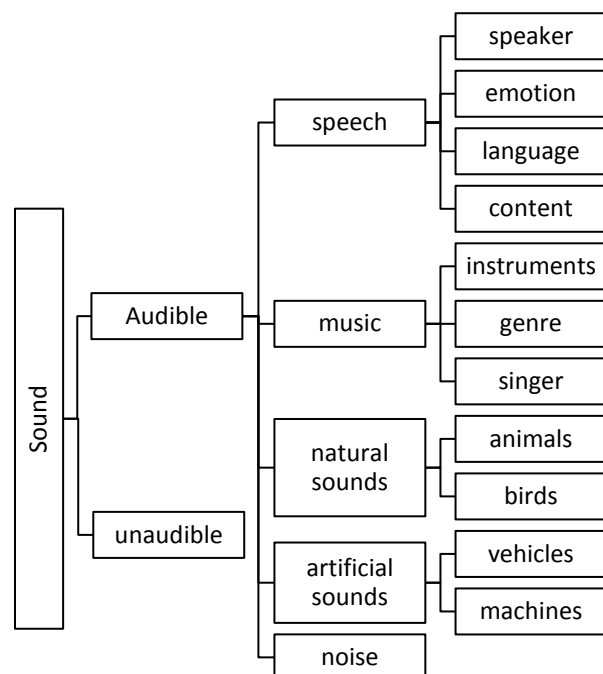 Sound
Audible
unaudible
speech
speaker
emotion
language
content
music
instruments
genre
singer
natural
sounds
animals
birds
artificial
sounds
vehicles
machines
noise